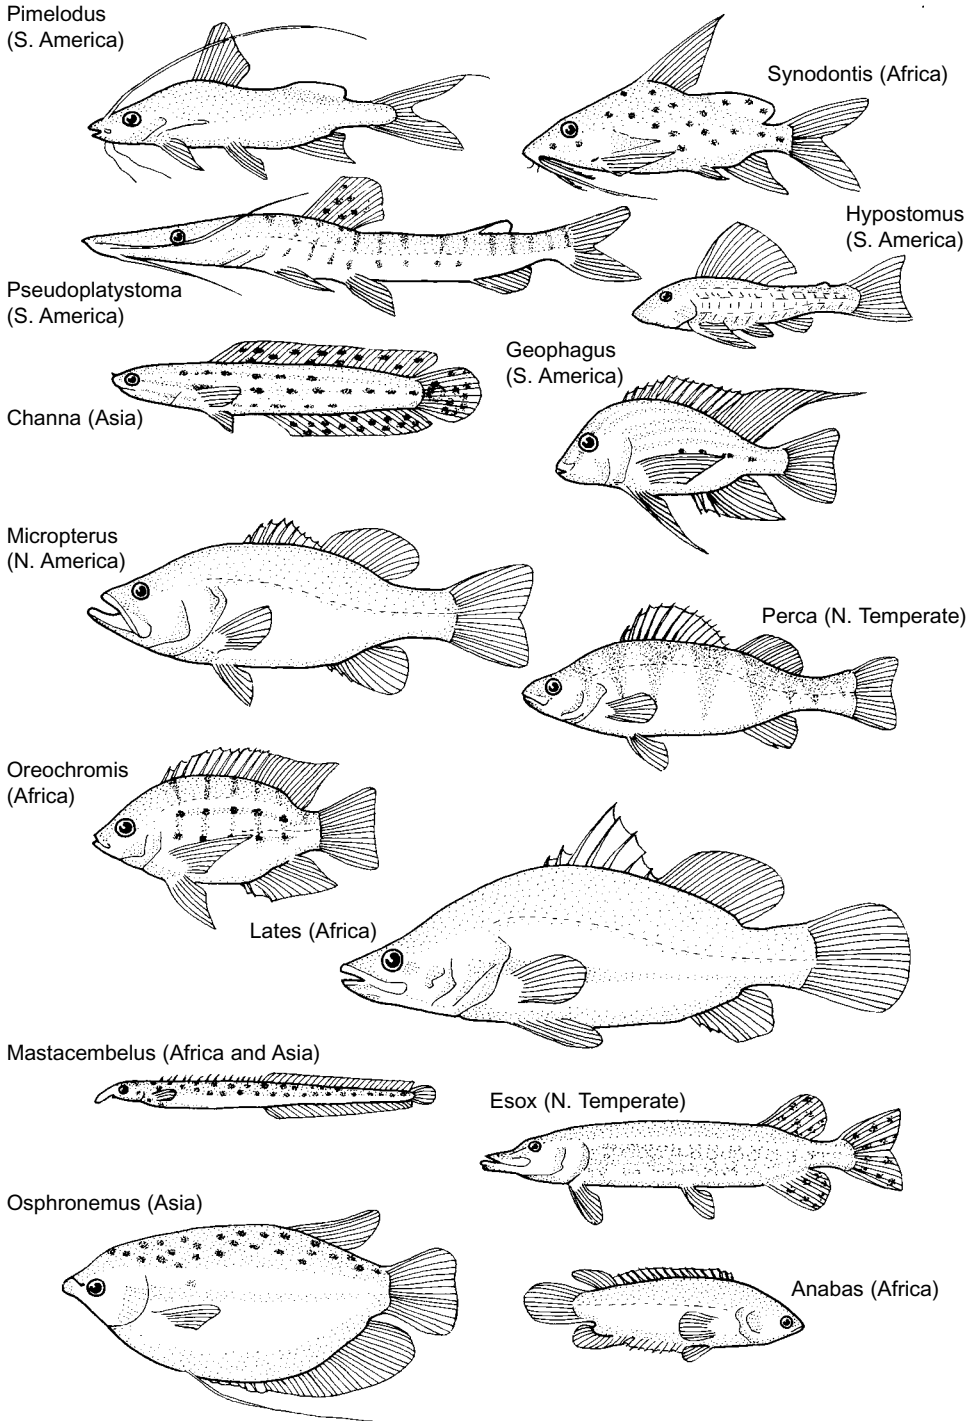 Pimelodus
(S. America)
Synodontis (Africa)
Hypostomus
(S. America)
Pseudoplatystoma
(S. America)
Geophagus
(S. America)
Channa (Asia)
Micropterus
(N. America)
Perca (N. Temperate)
Oreochromis
(Africa)
Lates (Africa)
Mastacembelus (Africa and Asia)
Esox (N. Temperate)
Osphronemus (Asia)
Anabas (Africa)